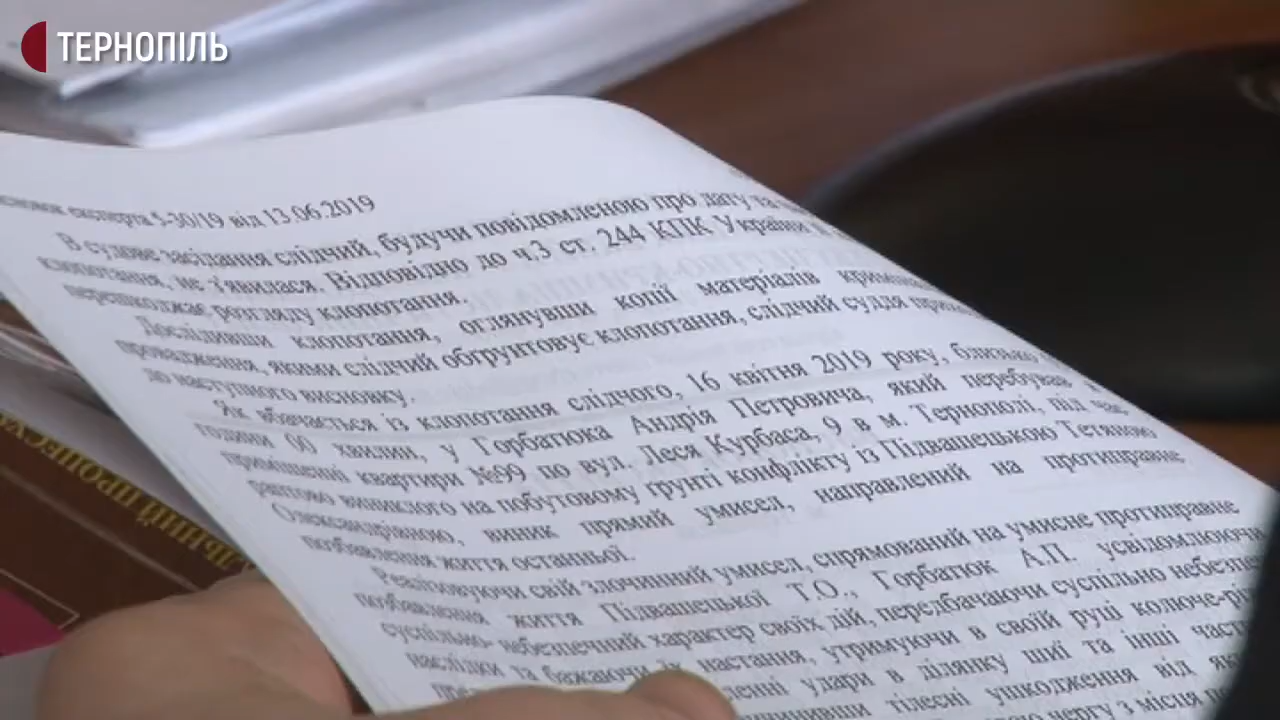 ТЕРНОПІЛЬ
експерта 5-30/19 від 13.06.2019
В судове засідання слідчий, будучи повідомленою про дату та
клопотання, не з'явилася. Відповідно до ч.3 ст. 244 КПК України
перешкоджає розгляду клопотання.
Дослідивши клопотання, оглянувши копії матеріалів
провадження, якими слідчий обґрунтовує клопотання, слідчий суддя
до наступного висновку.
Як вбачається із клопотання слідчого, 16 квітня 2019 року, близько
години 00 хвилин, у Горбатюка Андрія Петровича, який перебував
приміщенні квартири №99 по вул. Леся Курбаса, 9 в м. Тернополі, під час
раптово виниклого на побутовому ґрунті конфлікту із Підвашецькою Тетяною
Олександрівною, виник прямий умисел, направлений на протиправне
позбавлення життя останньої.
Реалізовуючи свій злочинний умисел, спрямований на умисне протиправне
позбавлення життя Підвашецької Т.О., Горбатюк А.П. усвідомлюючи
суспільно-небезпечний характер своїх дій, передбачаючи суспільно
наслідки та бажаючи їх настання, утримуючи в своїй руці
удари в ділянку шиї та інші
тілесні ушкодження від
чергу з місця
ПРОЦЕС